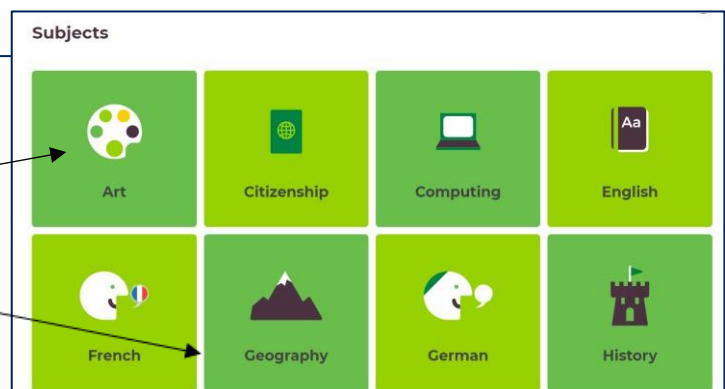 Subjects
Aa
Art Citizenship Computing English
French Geography German History